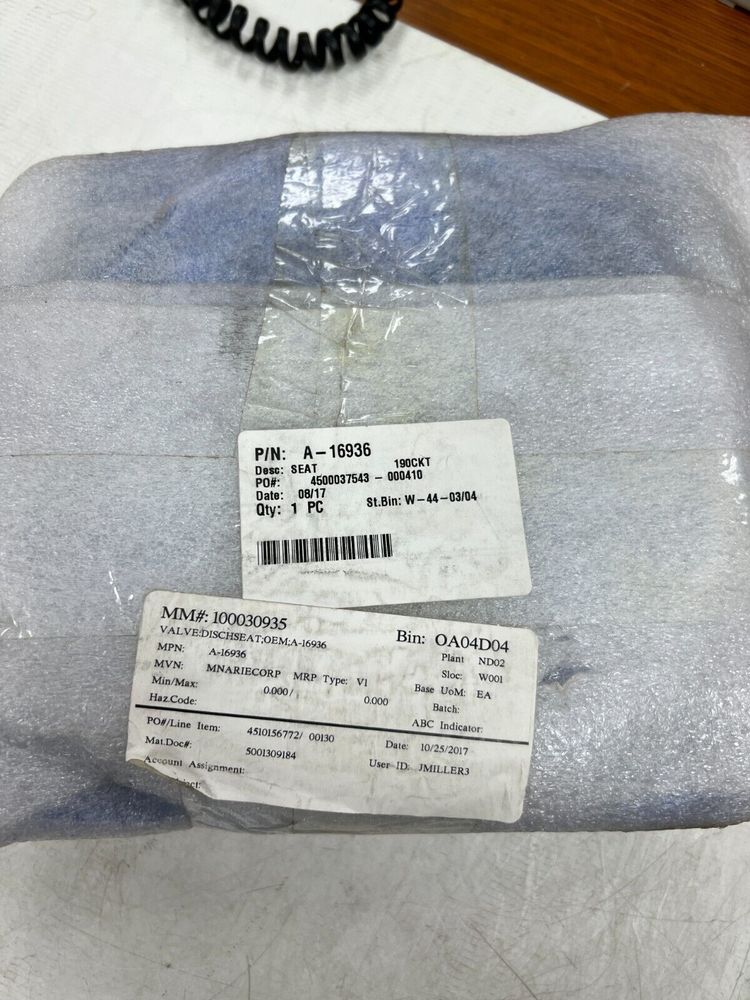 P/N: A-16936
Desc: SEAT 190CKT
PO#: 4500037543 - 000410
Date: 08/17
Qty: 1 PC St.Bin: W-44-03/04
MM#: 100030935 Bin: OA04D04
VALVE:DISCHSEAT;OEM:A-16936
Plant ND02
MPN: A-16936
Sloc: W001
MVN: MNARIECORP MRP Type: V1
Base UoM: EA
Min/Max: 0.000 / 0.000
Batch:
Haz.Code:
ABC Indicator:
PO#/Line Item: 4510156772/ 00130
Date: 10/25/2017
Mat.Doc#: 5001309184
User ID: JMILLER3
Account Assignment: